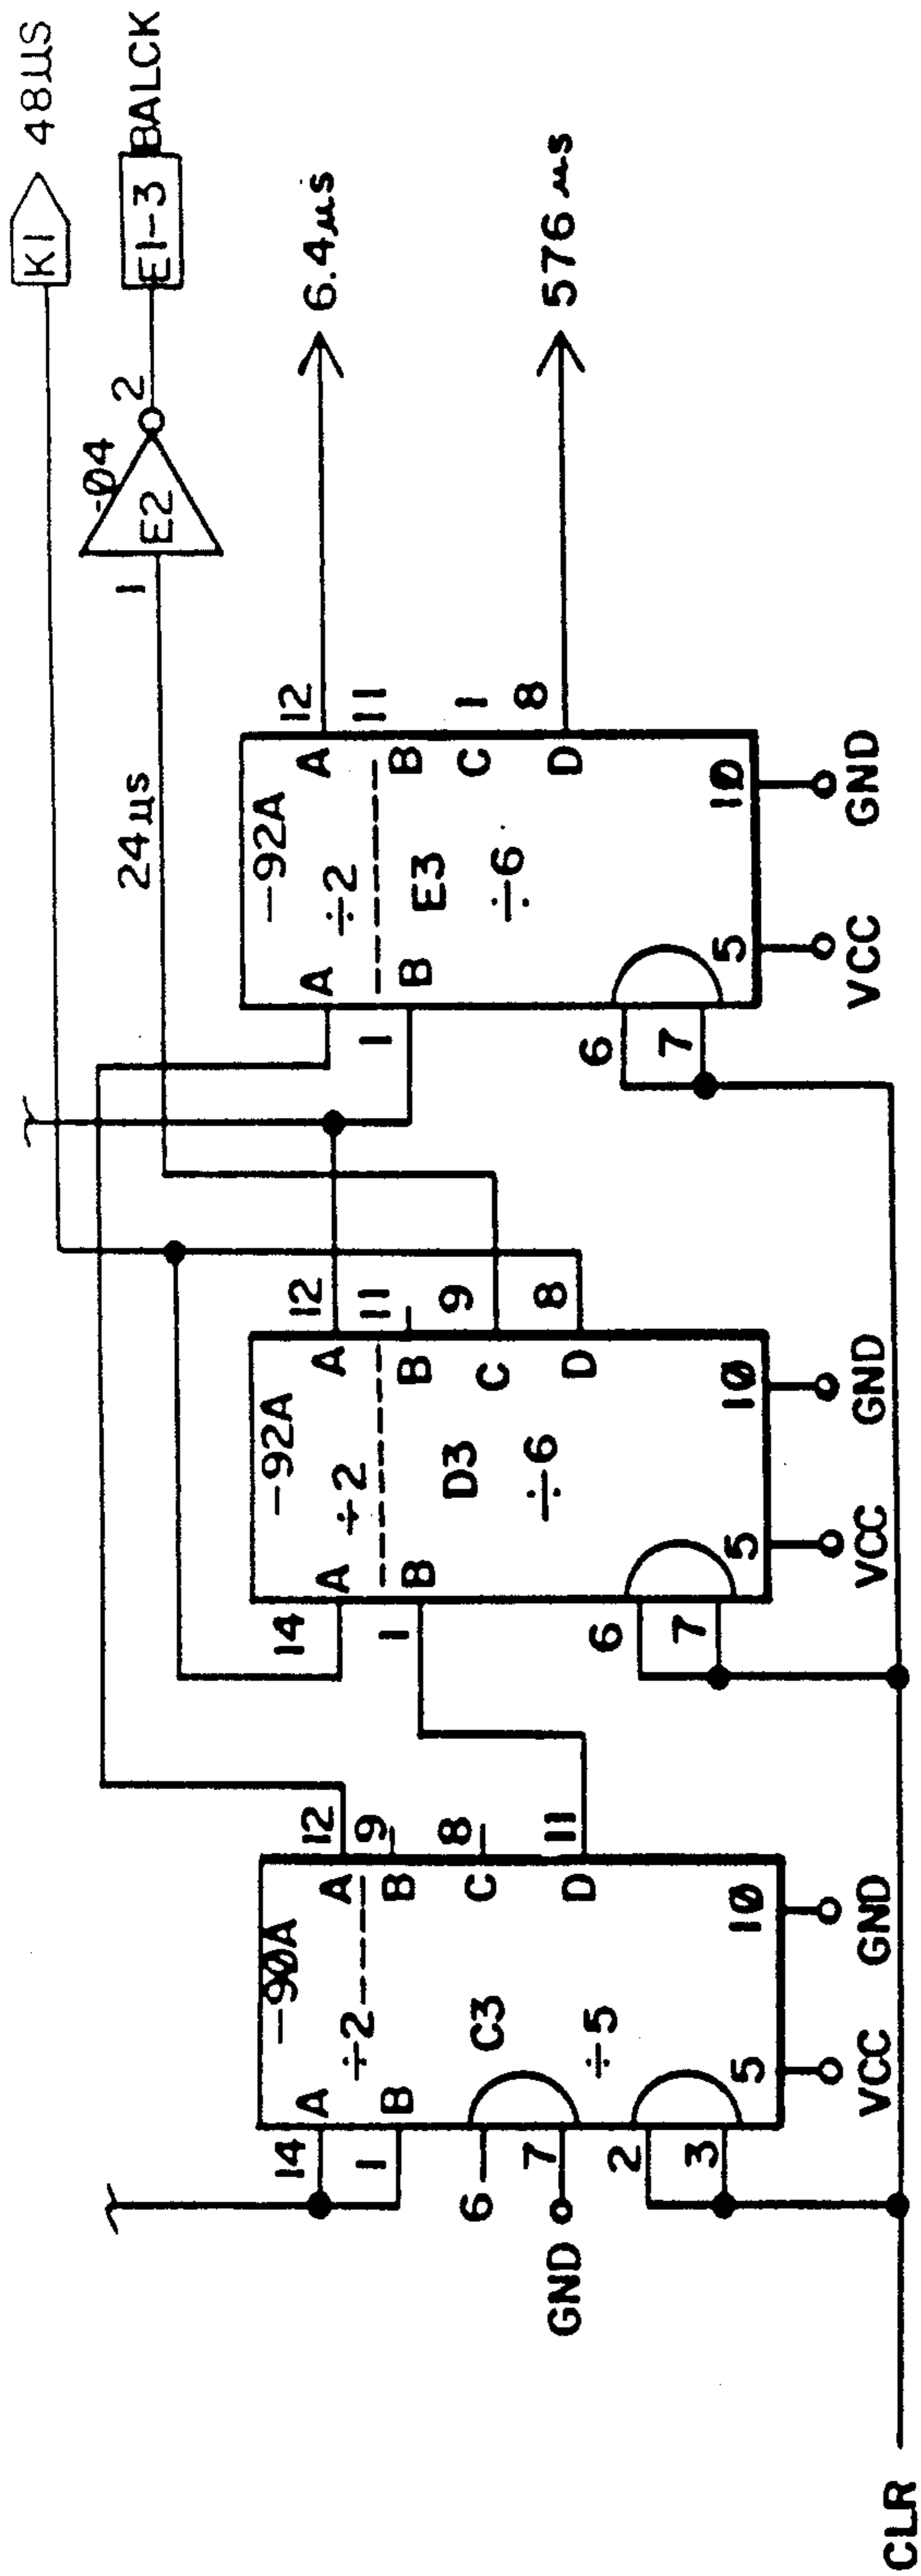 K1 48µs
-04
1 E2 2 E1-3 BALCK
24µs
-90A
14 A ÷2 A 12
1 B B 9
C3
6 C 8
GND 7 ÷5 D 11
2
3
5 10
VCC GND
-92A
14 A ÷2 A 12
1 B B 11
D3
C 9
÷6 D 8
6
7
5 10
VCC GND
-92A
A ÷2 A 12 6.4µs
1 B B 11
E3
C 1
÷6 D 8 576µs
6
7
5 10
VCC GND
CLR